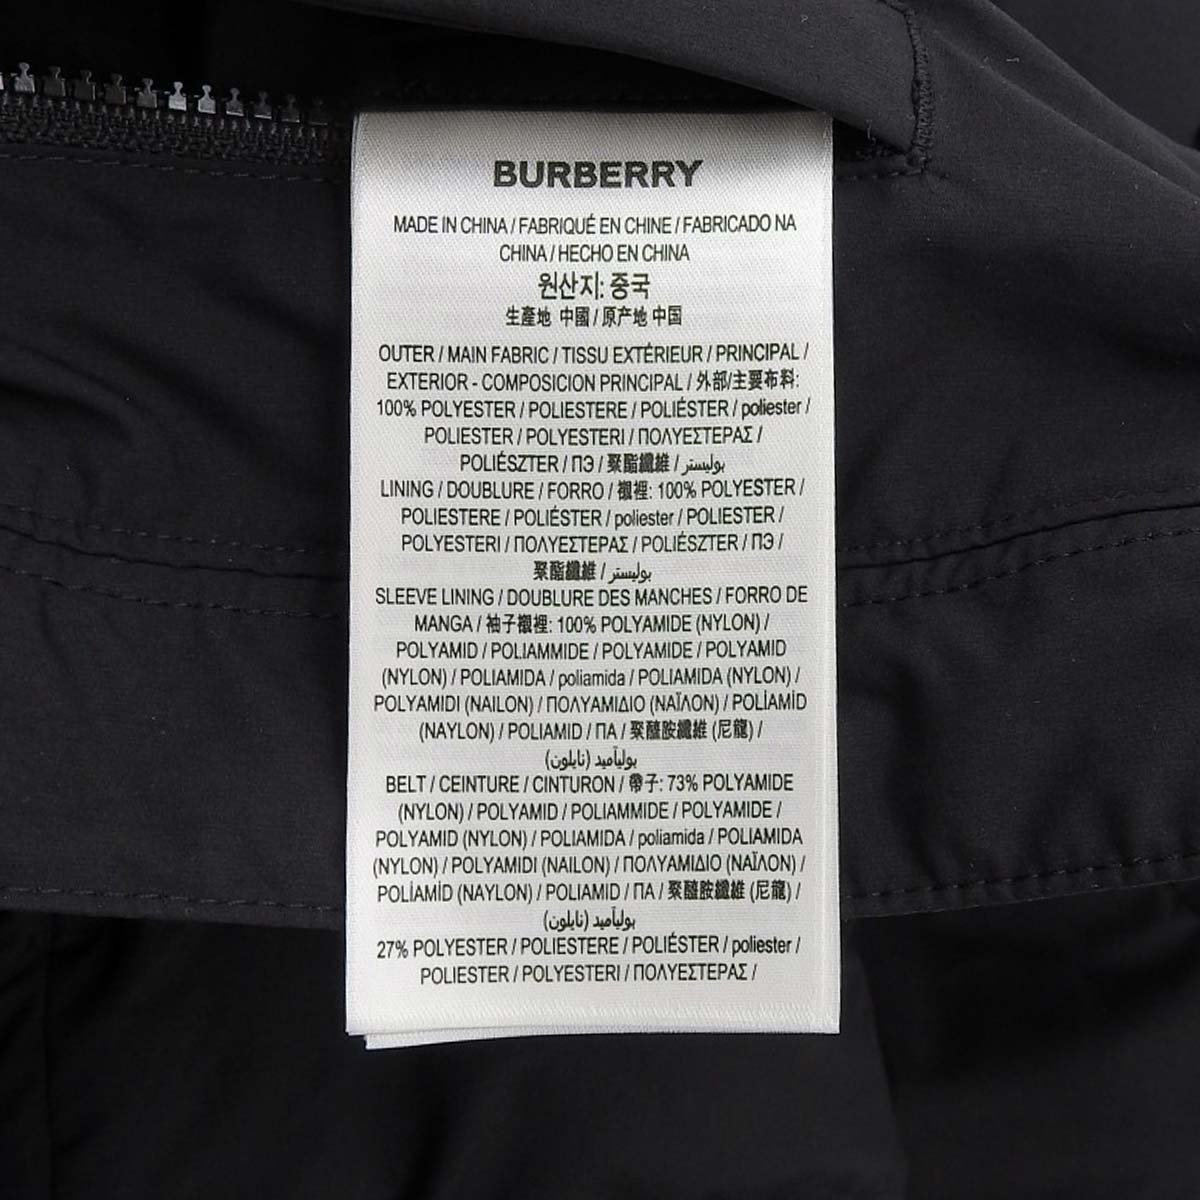 BURBERRY
MADE IN CHINA / FABRIQUÉ EN CHINE / FABRICADO NA
CHINA / HECHO EN CHINA
원산지: 중국
生產地 中國 / 原产地 中国
OUTER / MAIN FABRIC / TISSU EXTÉRIEUR / PRINCIPAL /
EXTERIOR - COMPOSICION PRINCIPAL / 外部/主要布料:
100% POLYESTER / POLIESTERE / POLIÉSTER / poliester /
POLIESTER / POLYESTERI / ΠΟΛΥΕΣΤΕΡΑΣ /
POLIÉSZTER / ПЭ / 聚酯纖維 / بوليستر
LINING / DOUBLURE / FORRO / 襯裡: 100% POLYESTER /
POLIESTERE / POLIÉSTER / poliester / POLIESTER /
POLYESTERI / ΠΟΛΥΕΣΤΕΡΑΣ / POLIÉSZTER / ПЭ /
聚酯纖維 / بوليستر
SLEEVE LINING / DOUBLURE DES MANCHES / FORRO DE
MANGA / 袖子襯裡: 100% POLYAMIDE (NYLON) /
POLYAMID / POLIAMMIDE / POLYAMIDE / POLYAMID
(NYLON) / POLIAMIDA / poliamida / POLIAMIDA (NYLON) /
POLYAMIDI (NAILON) / ΠΟΛΥΑΜΙΔΙΟ (ΝΑΪΛΟΝ) / POLİAMİD
(NAYLON) / POLIAMID / ПА / 聚醯胺纖維 (尼龍) /
بوليآميد (نايلون)
BELT / CEINTURE / CINTURON / 帶子: 73% POLYAMIDE
(NYLON) / POLYAMID / POLIAMMIDE / POLYAMIDE /
POLYAMID (NYLON) / POLIAMIDA / poliamida / POLIAMIDA
(NYLON) / POLYAMIDI (NAILON) / ΠΟΛΥΑΜΙΔΙΟ (ΝΑΪΛΟΝ) /
POLİAMİD (NAYLON) / POLIAMID / ПА / 聚醯胺纖維 (尼龍) /
بوليآميد (نايلون)
27% POLYESTER / POLIESTERE / POLIÉSTER / poliester /
POLIESTER / POLYESTERI / ΠΟΛΥΕΣΤΕΡΑΣ /